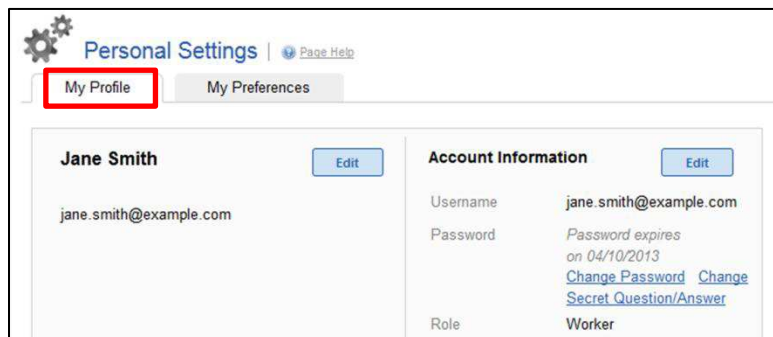 Personal Settings | Page Help
My Profile My Preferences
Jane Smith Edit
jane.smith@example.com
Account Information Edit
Username jane.smith@example.com
Password Password expires
on 04/10/2013
Change Password Change
Secret Question/Answer
Role Worker